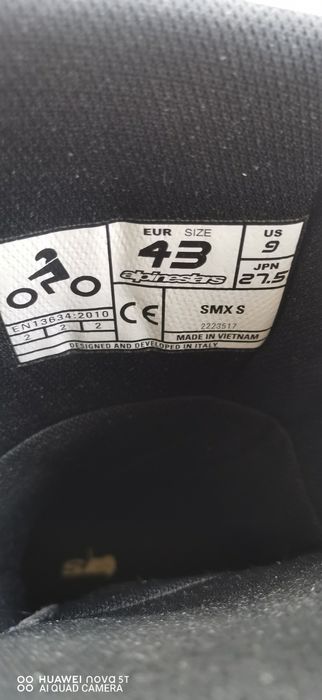 EUR SIZE
43
alpinestars
US
9
JPN
27.5
EN13634:2010
2 2 2
2
CE
SMX S
2223517
MADE IN VIETNAM
DESIGNED AND DEVELOPED IN ITALY
HUAWEI nova 5T
AI QUAD CAMERA